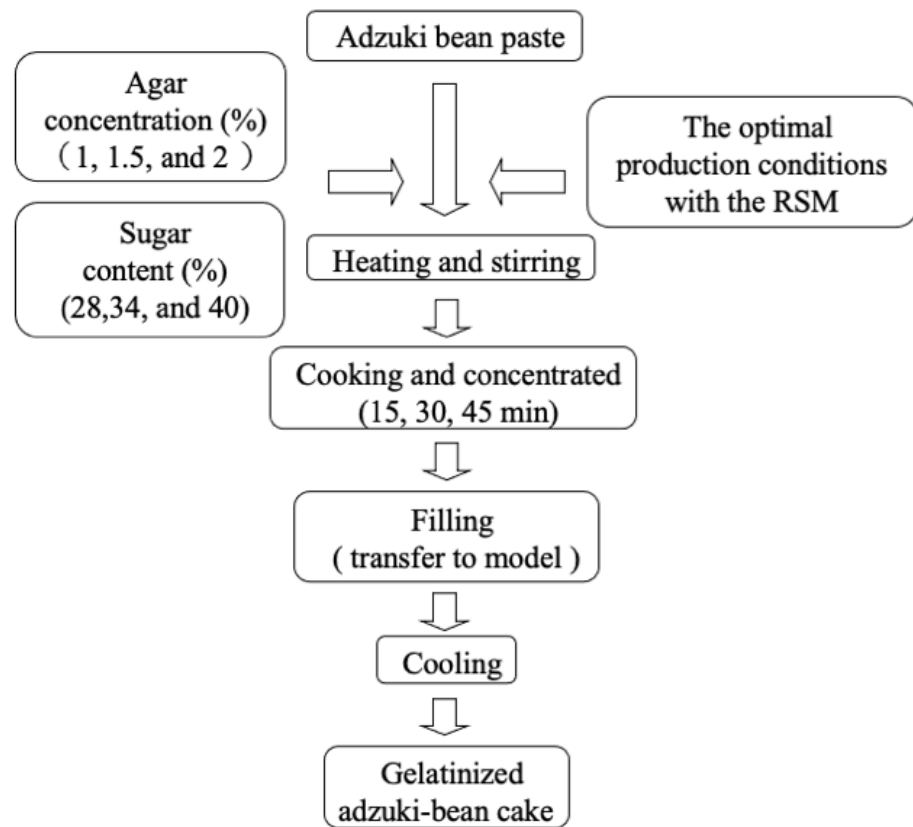 Adzuki bean paste
Agar
concentration (%)
（1, 1.5, and 2 ）
The optimal
production conditions
with the RSM
Sugar
content (%)
(28,34, and 40)
Heating and stirring
Cooking and concentrated
(15, 30, 45 min)
Filling
( transfer to model )
Cooling
Gelatinized
adzuki-bean cake